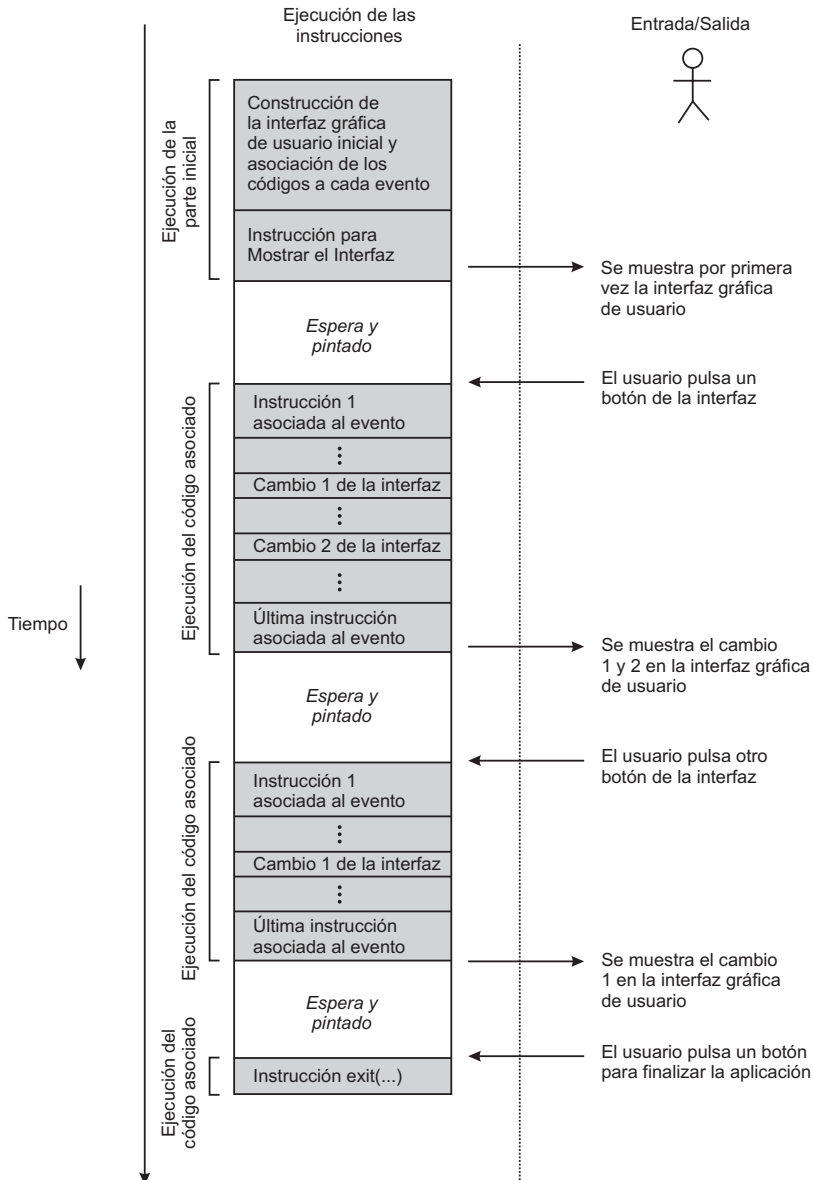 Ejecución de las
instrucciones
Entrada/Salida
Ejecución de la
parte inicial
Construcción de
la interfaz gráfica
de usuario inicial y
asociación de los
códigos a cada evento
Instrucción para
Mostrar el Interfaz
Se muestra por primera
vez la interfaz gráfica
de usuario
Espera y
pintado
El usuario pulsa un
botón de la interfaz
Ejecución del código asociado
Instrucción 1
asociada al evento
⋮
Cambio 1 de la interfaz
⋮
Cambio 2 de la interfaz
⋮
Última instrucción
asociada al evento
Tiempo
Se muestra el cambio
1 y 2 en la interfaz gráfica
de usuario
Espera y
pintado
El usuario pulsa otro
botón de la interfaz
Ejecución del código asociado
Instrucción 1
asociada al evento
⋮
Cambio 1 de la interfaz
⋮
Última instrucción
asociada al evento
Se muestra el cambio
1 en la interfaz gráfica
de usuario
Espera y
pintado
El usuario pulsa un botón
para finalizar la aplicación
Ejecución del
código asociado
Instrucción exit(...)